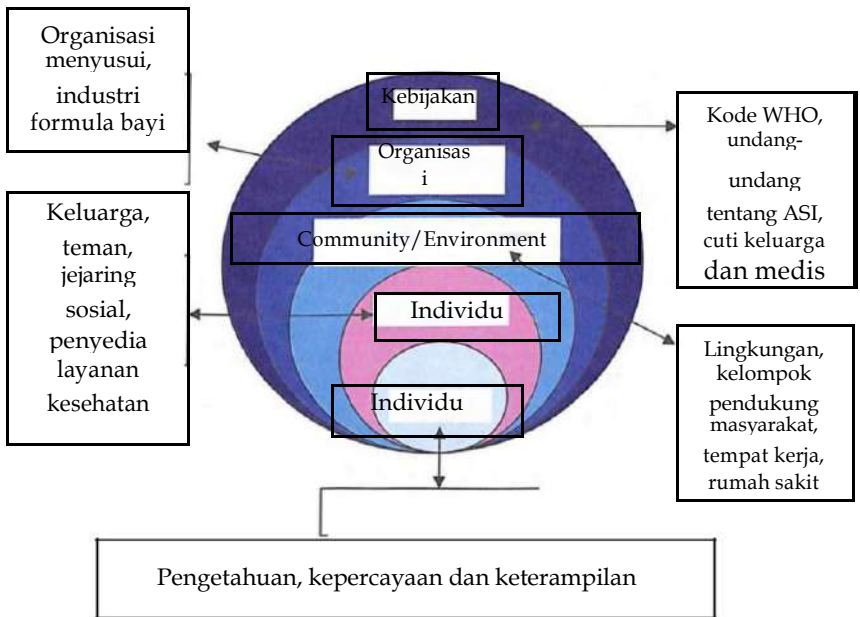 Organisasi
menyusui,
industri
formula bayi
Keluarga,
teman,
jejaring
sosial,
penyedia
layanan
kesehatan
Kebijakan
Organisas
i
Community/Environment
Individu
Individu
Kode WHO,
undang-
undang
tentang ASI,
cuti keluarga
dan medis
Lingkungan,
kelompok
pendukung
masyarakat,
tempat kerja,
rumah sakit
Pengetahuan, kepercayaan dan keterampilan